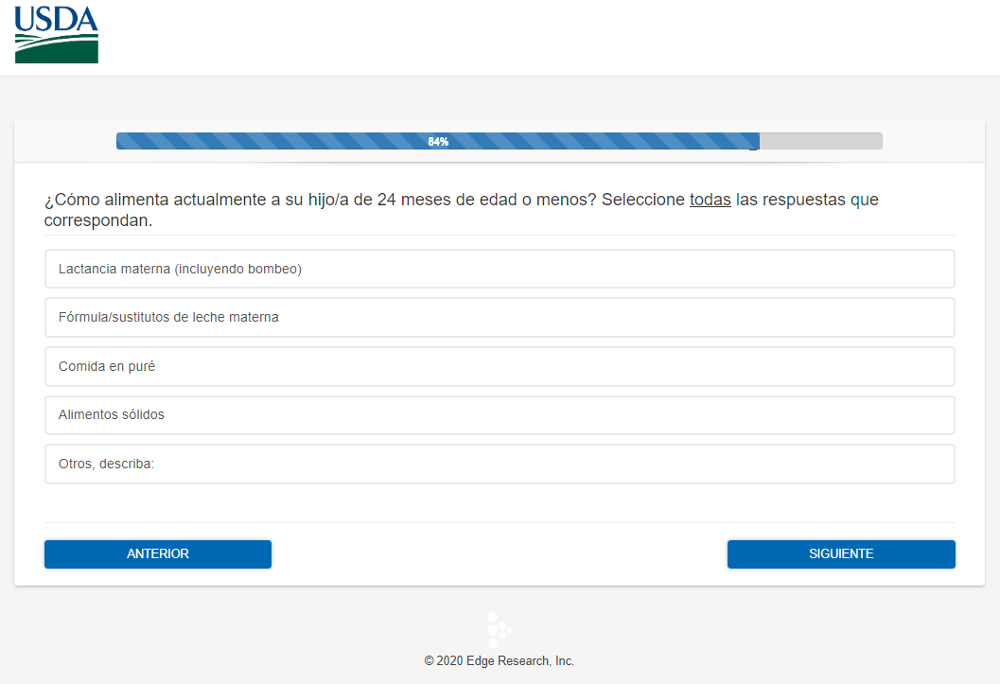 USDA
84%
¿Cómo alimenta actualmente a su hijo/a de 24 meses de edad o menos? Seleccione todas las respuestas que
correspondan.
Lactancia materna (incluyendo bombeo)
Fórmula/sustitutos de leche materna
Comida en puré
Alimentos sólidos
Otros, describa:
ANTERIOR
SIGUIENTE
© 2020 Edge Research, Inc.